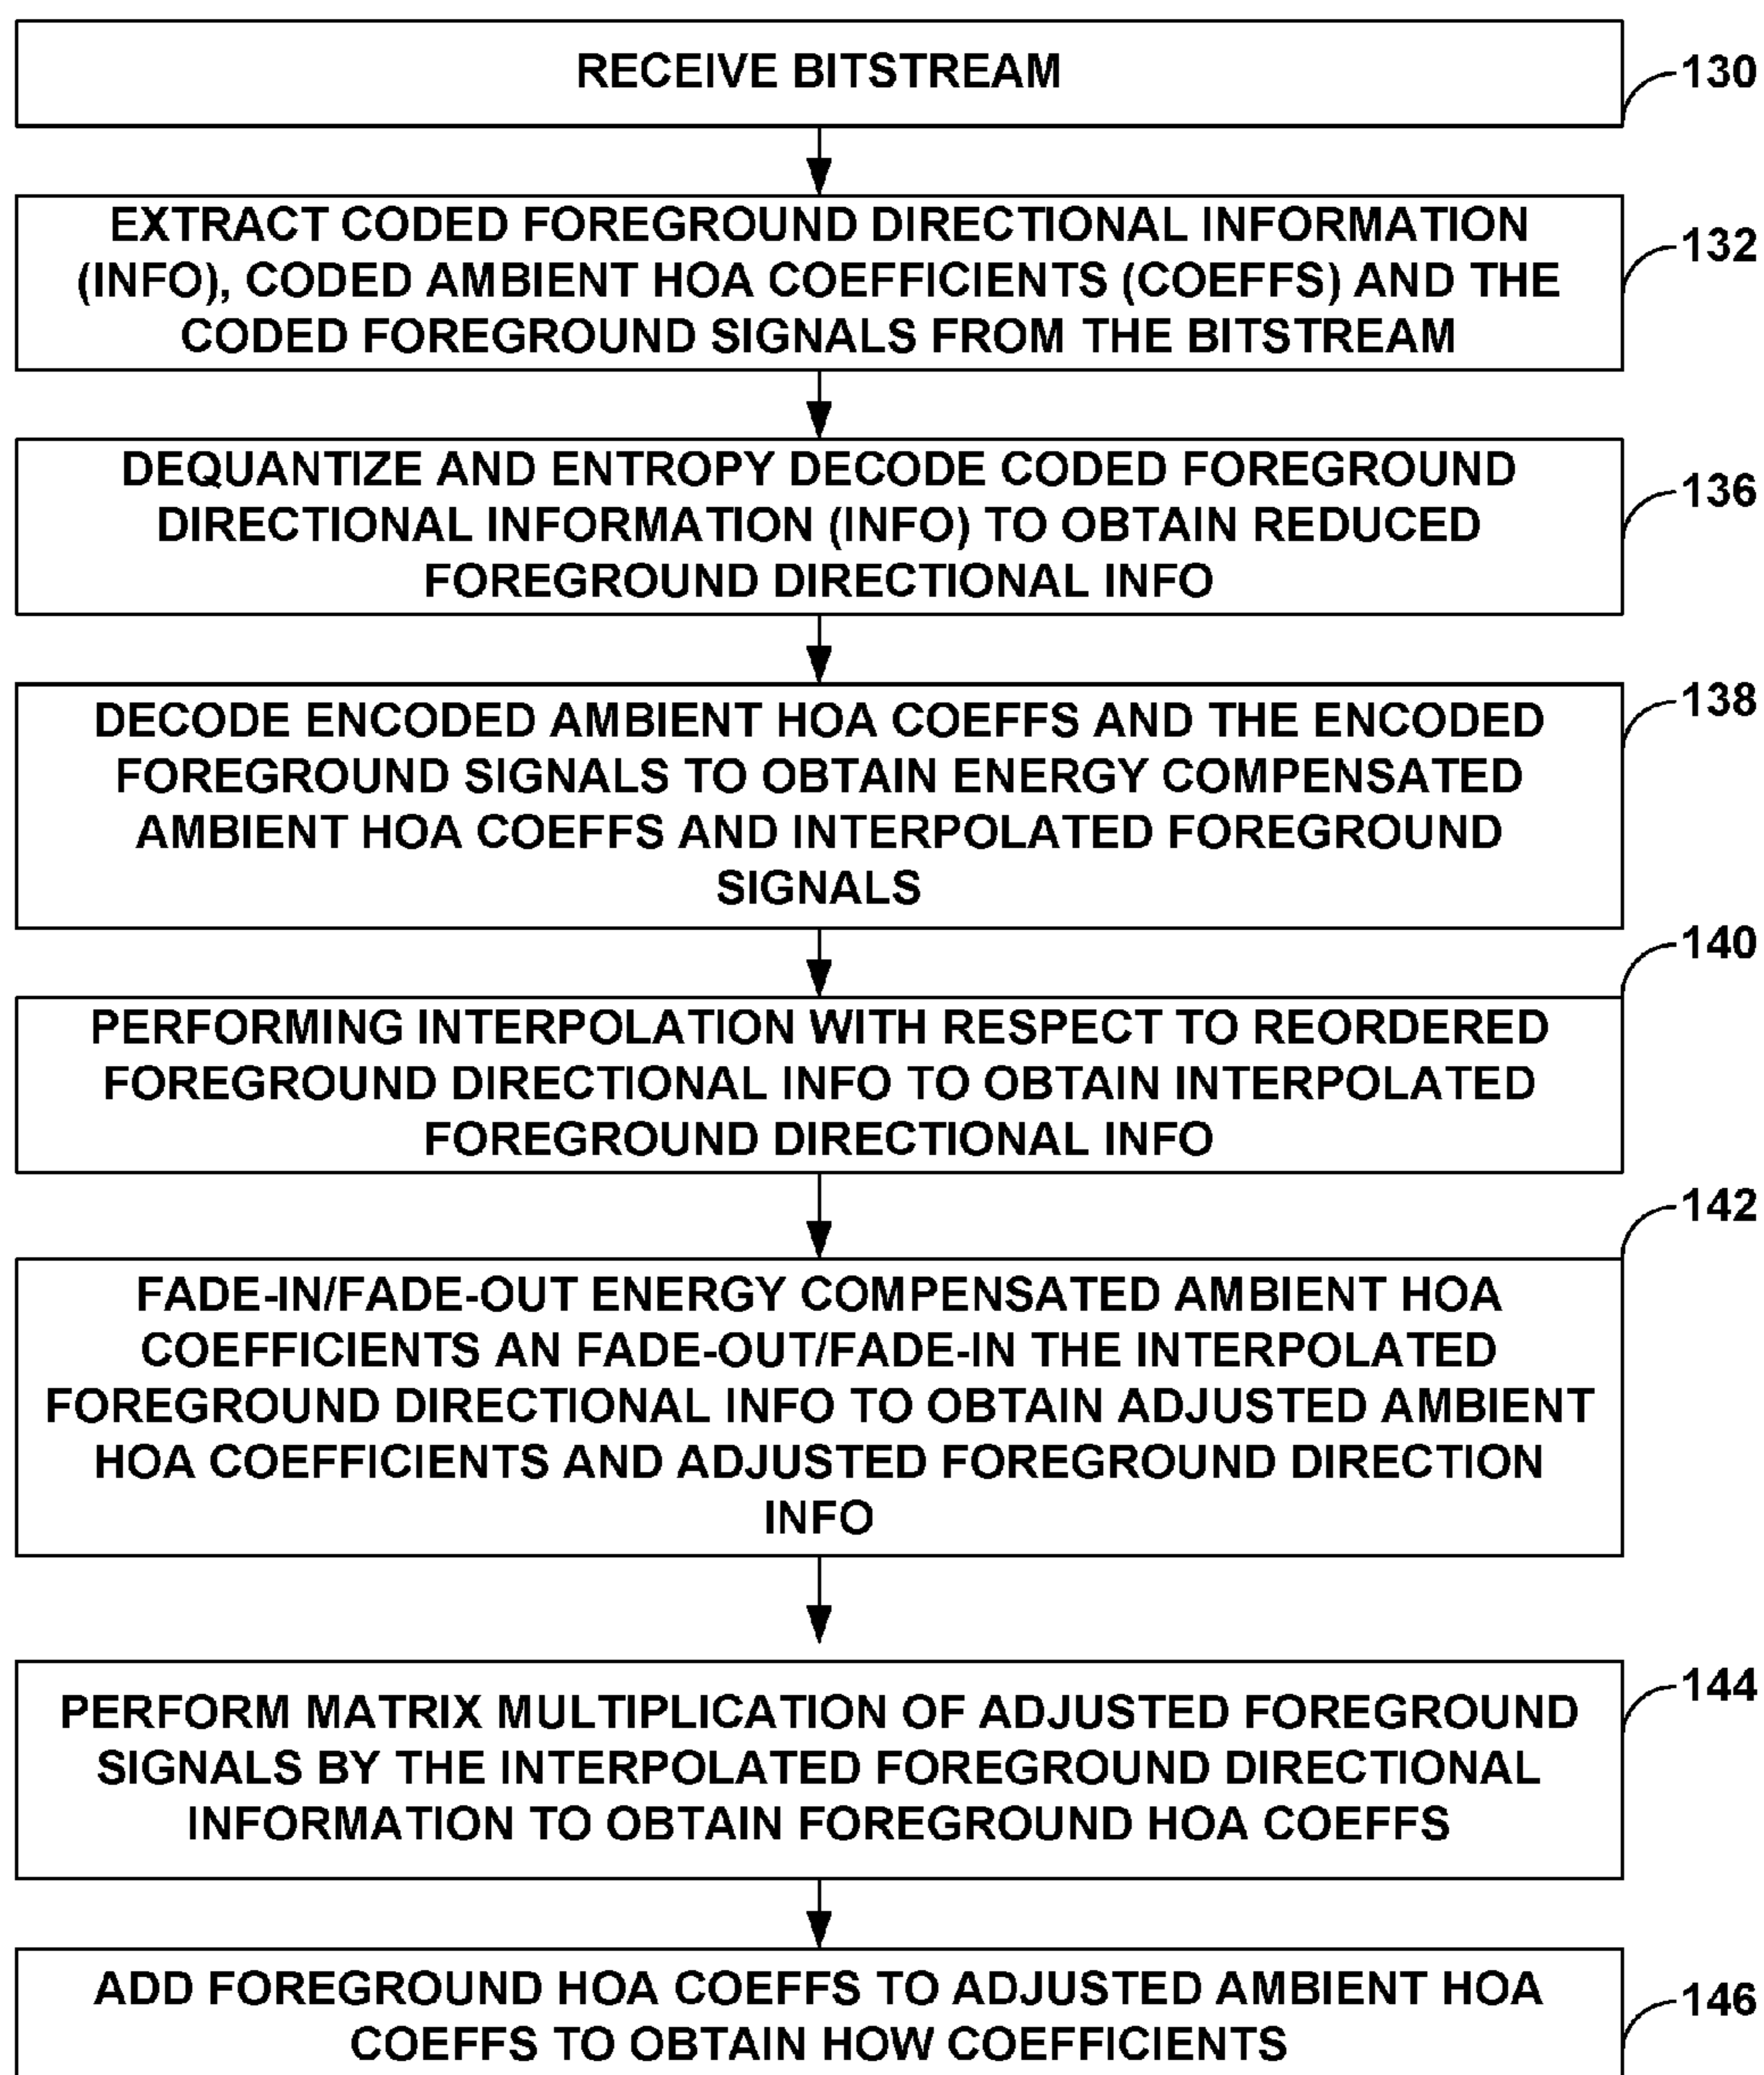 RECEIVE BITSTREAM
130
EXTRACT CODED FOREGROUND DIRECTIONAL INFORMATION
(INFO), CODED AMBIENT HOA COEFFICIENTS (COEFFS) AND THE
CODED FOREGROUND SIGNALS FROM THE BITSTREAM
132
DEQUANTIZE AND ENTROPY DECODE CODED FOREGROUND
DIRECTIONAL INFORMATION (INFO) TO OBTAIN REDUCED
FOREGROUND DIRECTIONAL INFO
136
DECODE ENCODED AMBIENT HOA COEFFS AND THE ENCODED
FOREGROUND SIGNALS TO OBTAIN ENERGY COMPENSATED
AMBIENT HOA COEFFS AND INTERPOLATED FOREGROUND
SIGNALS
138
PERFORMING INTERPOLATION WITH RESPECT TO REORDERED
FOREGROUND DIRECTIONAL INFO TO OBTAIN INTERPOLATED
FOREGROUND DIRECTIONAL INFO
140
FADE-IN/FADE-OUT ENERGY COMPENSATED AMBIENT HOA
COEFFICIENTS AN FADE-OUT/FADE-IN THE INTERPOLATED
FOREGROUND DIRECTIONAL INFO TO OBTAIN ADJUSTED AMBIENT
HOA COEFFICIENTS AND ADJUSTED FOREGROUND DIRECTION
INFO
142
PERFORM MATRIX MULTIPLICATION OF ADJUSTED FOREGROUND
SIGNALS BY THE INTERPOLATED FOREGROUND DIRECTIONAL
INFORMATION TO OBTAIN FOREGROUND HOA COEFFS
144
ADD FOREGROUND HOA COEFFS TO ADJUSTED AMBIENT HOA
COEFFS TO OBTAIN HOW COEFFICIENTS
146